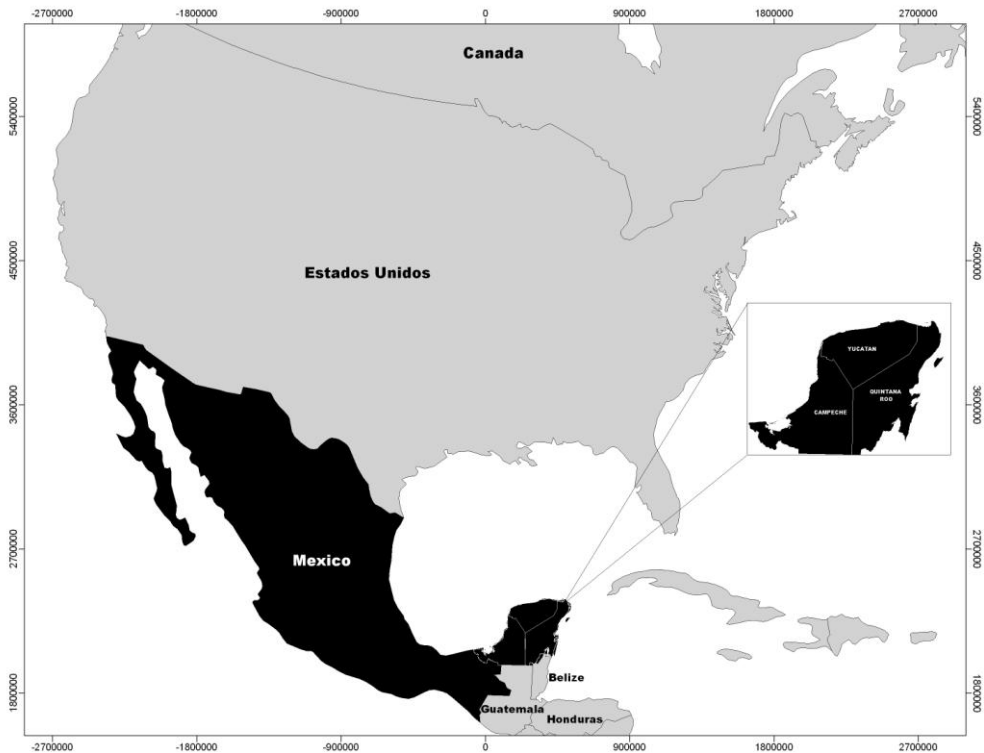 -2700000 -1800000 -900000 0 900000 1800000 2700000
Canada
5400000 5400000
Estados Unidos
4500000 4500000
YUCATAN
QUINTANA
ROO
CAMPECHE
3600000 3600000
Mexico
2700000 2700000
Belize
Guatemala
Honduras
1800000 1800000
-2700000 -1800000 -900000 0 900000 1800000 2700000